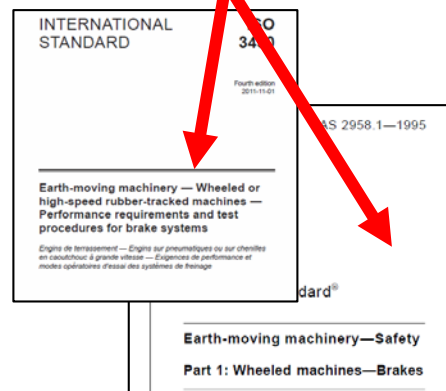 INTERNATIONAL
STANDARD
ISO
3450
Fourth edition
2011-11-01
Earth-moving machinery — Wheeled or
high-speed rubber-tracked machines —
Performance requirements and test
procedures for brake systems
Engins de terrassement — Engins sur pneumatiques ou sur chenilles
en caoutchouc à grande vitesse — Exigences de performance et
modes opératoires d'essai des systèmes de freinage
AS 2958.1—1995
dard®
Earth-moving machinery—Safety
Part 1: Wheeled machines—Brakes